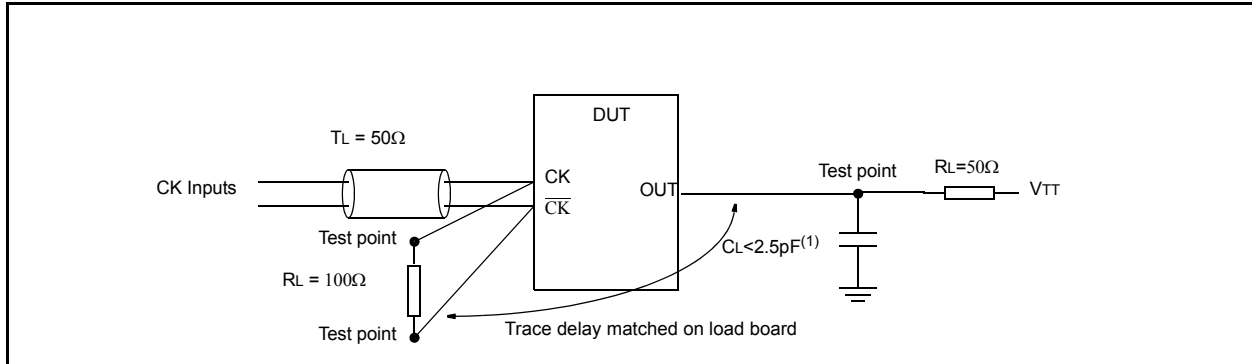 DUT
TL = 50Ω
CK Inputs
CK
CK
OUT
Test point
RL=50Ω
VTT
Test point
RL = 100Ω
CL<2.5pF(1)
Test point
Trace delay matched on load board